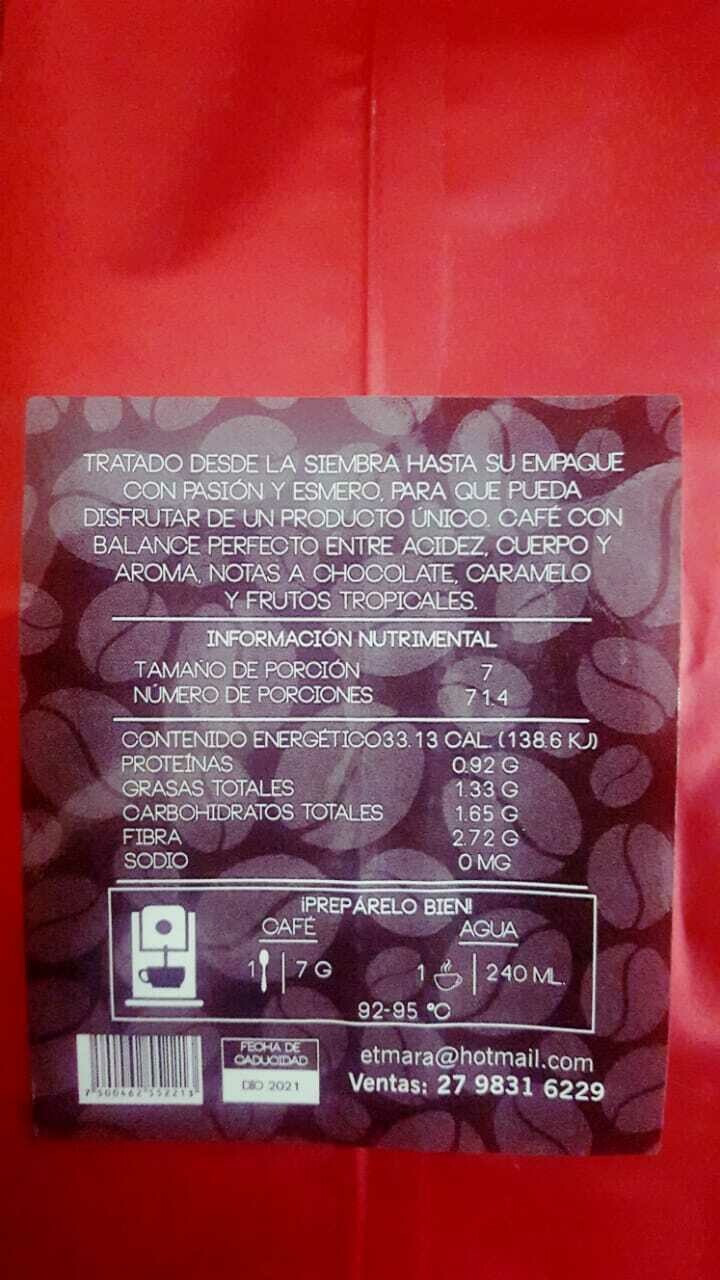 TRATADO DESDE LA SIEMBRA HASTA SU EMPAQUE
CON PASIÓN Y ESMERO, PARA QUE PUEDA
DISFRUTAR DE UN PRODUCTO ÚNICO. CAFÉ CON
BALANCE PERFECTO ENTRE ACIDEZ, CUERPO Y
AROMA, NOTAS A CHOCOLATE, CARAMELO
Y FRUTOS TROPICALES.
INFORMACIÓN NUTRIMENTAL
TAMAÑO DE PORCIÓN 7
NÚMERO DE PORCIONES 71.4
CONTENIDO ENERGÉTICO33.13 CAL. (138.6 KJ)
PROTEÍNAS 0.92 G
GRASAS TOTALES 1.33 G
CARBOHIDRATOS TOTALES 1.65 G
FIBRA 2.72 G
SODIO 0 MG
¡PREPÁRELO BIEN!
CAFÉ AGUA
1 7 G 1 240 ML.
92-95 °C
FECHA DE
CADUCIDAD
DIC 2021
7 500462 552213
etmara@hotmail.com
Ventas: 27 9831 6229